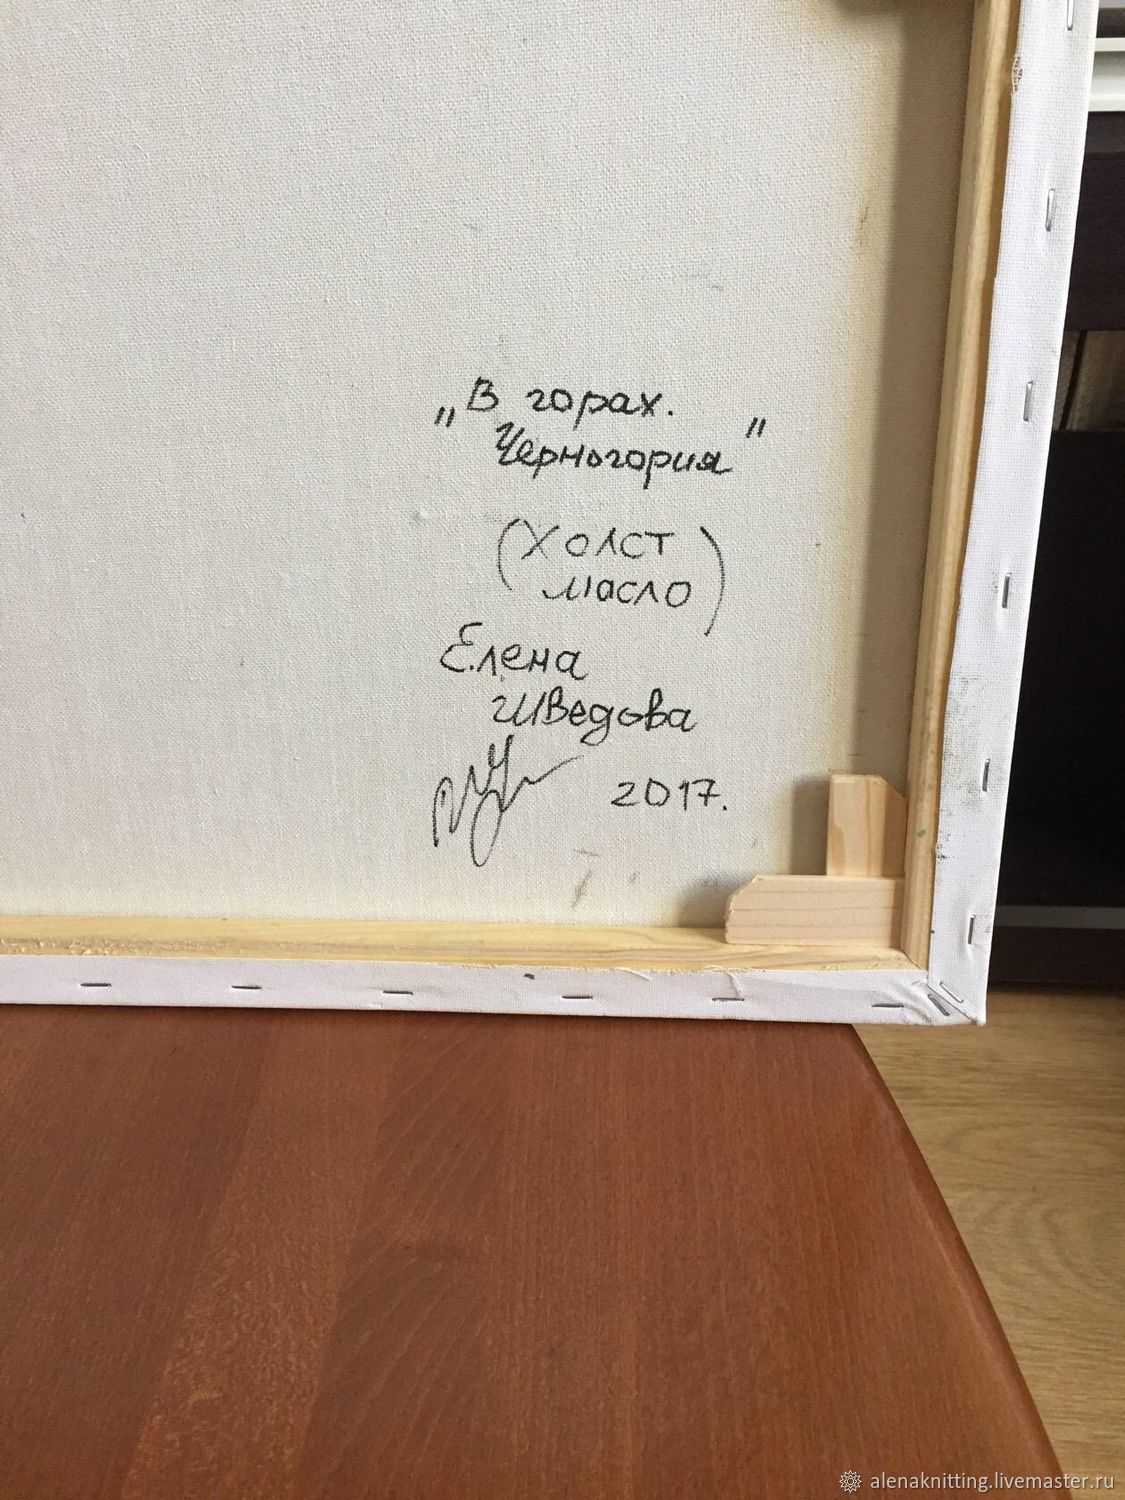 „В горах.
Черногория"
(Холст
масло)
Елена
Шведова
2017.
alenaknitting.livemaster.ru